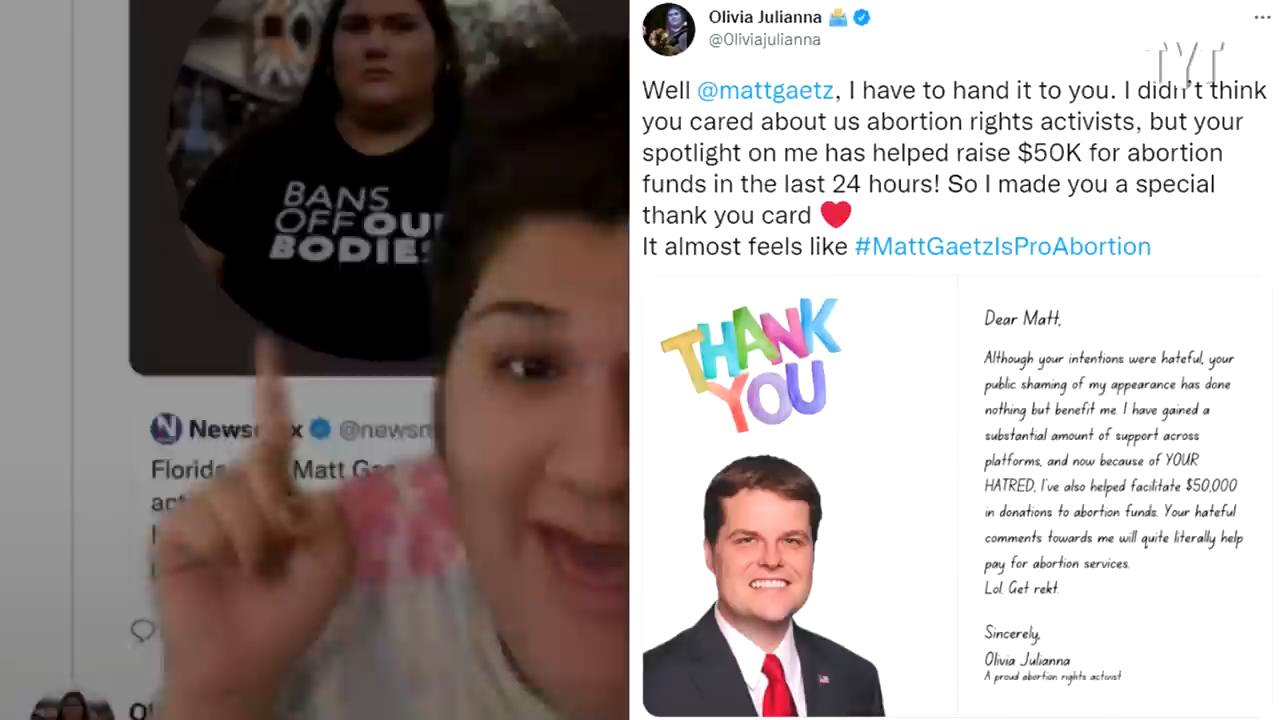 BANS
OFF OU
BODIE
News x @newsm
Florida Matt Ga
Olivia Julianna
@Oliviajulianna
TYT
Well @mattgaetz, I have to hand it to you. I didn't think
you cared about us abortion rights activists, but your
spotlight on me has helped raise $50K for abortion
funds in the last 24 hours! So I made you a special
thank you card ❤️
It almost feels like #MattGaetzIsProAbortion
THANK
YOU
Dear Matt,
Although your intentions were hateful, your
public shaming of my appearance has done
nothing but benefit me. I have gained a
substantial amount of support across
platforms, and now because of YOUR
HATRED, I've also helped facilitate $50,000
in donations to abortion funds. Your hateful
comments towards me will quite literally help
pay for abortion services.
Lol. Get rekt.
Sincerely,
Olivia Julianna
A proud abortion rights activist